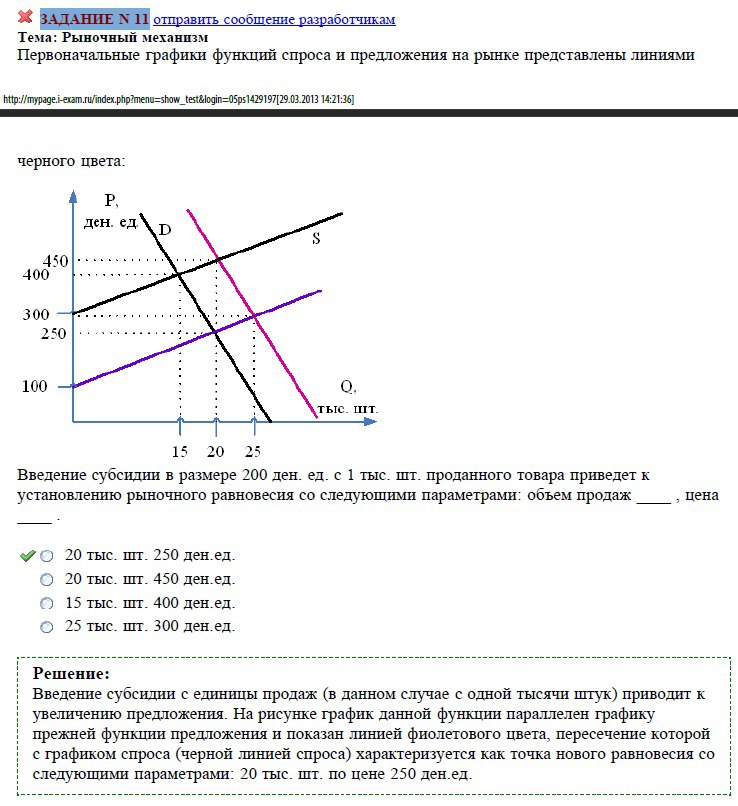 ЗАДАНИЕ N 11 отправить сообщение разработчикам
Тема: Рыночный механизм
Первоначальные графики функций спроса и предложения на рынке представлены линиями
http://mypage.i-exam.ru/index.php?menu=show_test&login=05ps1429197[29.03.2013 14:21:36]
черного цвета:
P,
ден. ед.
D
S
450
400
300
250
100
Q,
тыс. шт.
15 20 25
Введение субсидии в размере 200 ден. ед. с 1 тыс. шт. проданного товара приведет к
установлению рыночного равновесия со следующими параметрами: объем продаж ____ , цена
____ .
20 тыс. шт. 250 ден.ед.
20 тыс. шт. 450 ден.ед.
15 тыс. шт. 400 ден.ед.
25 тыс. шт. 300 ден.ед.
Решение:
Введение субсидии с единицы продаж (в данном случае с одной тысячи штук) приводит к
увеличению предложения. На рисунке график данной функции параллелен графику
прежней функции предложения и показан линией фиолетового цвета, пересечение которой
с графиком спроса (черной линией спроса) характеризуется как точка нового равновесия со
следующими параметрами: 20 тыс. шт. по цене 250 ден.ед.